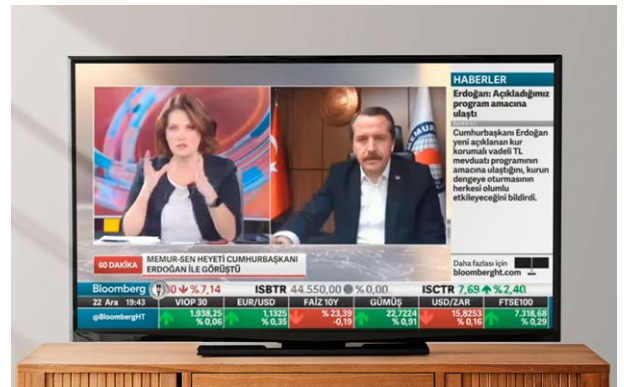 HABERLER
Erdoğan: Açıkladığımız
program amacına
ulaştı
Cumhurbaşkanı Erdoğan
yeni açıklanan kur
korumalı vadeli TL
mevduatı programının
amacına ulaştığını, kurun
dengeye oturmasının
herkesi olumlu
etkileyeceğini bildirdi.
MEMUR
60 DAKİKA
MEMUR-SEN HEYETİ CUMHURBAŞKANI
ERDOĞAN İLE GÖRÜŞTÜ
Daha fazlası için
bloomberght.com
Bloomberg %7,14 ISBTR 44.550,00 %0,00 ISCTR 7,69 %2,40
22 Ara 19:43 VIOP 30 EUR/USD FAİZ 10Y GÜMÜŞ USD/ZAR FTSE100
@BloombergHT 1.938,25 1,1325 % 23,39 22,7224 15,8253 7.318,68
% 0,06 % 0,35 -0,19 % 0,91 % 0,16 % 0,29